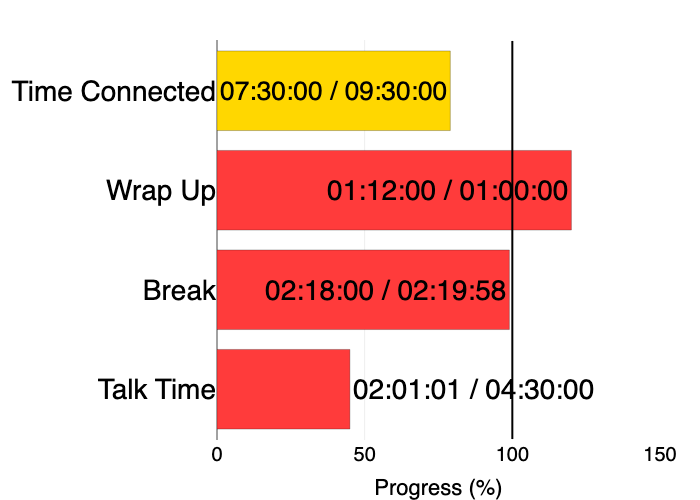 Time Connected 07:30:00 / 09:30:00
Wrap Up 01:12:00 / 01:00:00
Break 02:18:00 / 02:19:58
Talk Time 02:01:01 / 04:30:00
0 50 100 150
Progress (%)